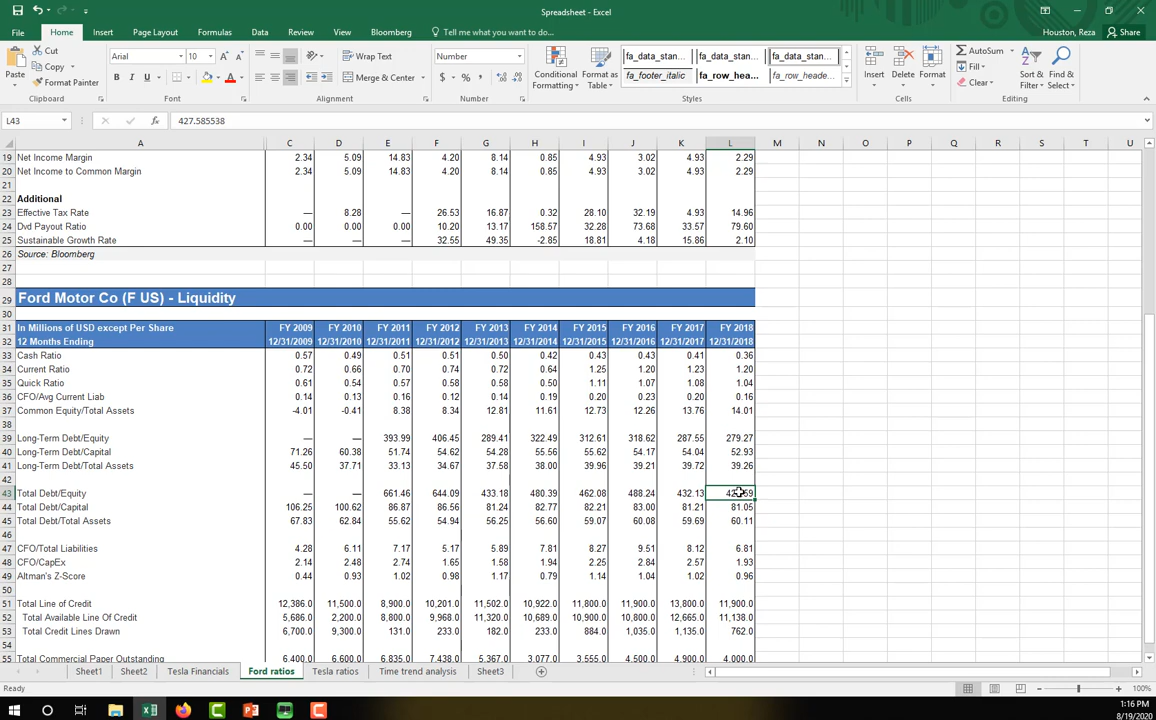 Spreadsheet - Excel
Houston, Reza
File Home Insert Page Layout Formulas Data Review View Bloomberg Tell me what you want to do... Share
Paste Cut Copy Format Painter Clipboard
Arial 10 B I U Font
Wrap Text Merge & Center Alignment
Number $ % , Number
Conditional Formatting Format as Table
fa_data_stan... fa_data_stan... fa_data_stan...
fa_footer_italic fa_row_hea... fa_row_heade...
Styles
Insert Delete Format Cells
AutoSum Fill Clear Sort & Filter Find & Select Editing
L43 427.585538
A C D E F G H I J K L M N O P Q R S T U
19 Net Income Margin 2.34 5.09 14.83 4.20 8.14 0.85 4.93 3.02 4.93 2.29
20 Net Income to Common Margin 2.34 5.09 14.83 4.20 8.14 0.85 4.93 3.02 4.93 2.29
21
22 Additional
23 Effective Tax Rate — 8.28 — 26.53 16.87 0.32 28.10 32.19 4.93 14.96
24 Dvd Payout Ratio 0.00 0.00 0.00 10.20 13.17 158.57 32.28 73.68 33.57 79.60
25 Sustainable Growth Rate — — — 32.55 49.35 -2.85 18.81 4.18 15.86 2.10
26 Source: Bloomberg
27
28
29 Ford Motor Co (F US) - Liquidity
30
31 In Millions of USD except Per Share FY 2009 FY 2010 FY 2011 FY 2012 FY 2013 FY 2014 FY 2015 FY 2016 FY 2017 FY 2018
32 12 Months Ending 12/31/2009 12/31/2010 12/31/2011 12/31/2012 12/31/2013 12/31/2014 12/31/2015 12/31/2016 12/31/2017 12/31/2018
33 Cash Ratio 0.57 0.49 0.51 0.51 0.50 0.42 0.43 0.43 0.41 0.36
34 Current Ratio 0.72 0.66 0.70 0.74 0.72 0.64 1.25 1.20 1.23 1.20
35 Quick Ratio 0.61 0.54 0.57 0.58 0.58 0.50 1.11 1.07 1.08 1.04
36 CFO/Avg Current Liab 0.14 0.13 0.16 0.12 0.14 0.19 0.20 0.23 0.20 0.16
37 Common Equity/Total Assets -4.01 -0.41 8.38 8.34 12.81 11.61 12.73 12.26 13.76 14.01
38
39 Long-Term Debt/Equity — — 393.99 406.45 289.41 322.49 312.61 318.62 287.55 279.27
40 Long-Term Debt/Capital 71.26 60.38 51.74 54.62 54.28 55.56 55.62 54.17 54.04 52.93
41 Long-Term Debt/Total Assets 45.50 37.71 33.13 34.67 37.58 38.00 39.96 39.21 39.72 39.26
42
43 Total Debt/Equity — — 661.46 644.09 433.18 480.39 462.08 488.24 432.13
44 Total Debt/Capital 106.25 100.62 86.87 86.56 81.24 82.77 82.21 83.00 81.21 81.05
45 Total Debt/Total Assets 67.83 62.84 55.62 54.94 56.25 56.60 59.07 60.08 59.69 60.11
46
47 CFO/Total Liabilities 4.28 6.11 7.17 5.17 5.89 7.81 8.27 9.51 8.12 6.81
48 CFO/CapEx 2.14 2.48 2.74 1.65 1.58 1.94 2.25 2.84 2.57 1.93
49 Altman's Z-Score 0.44 0.93 1.02 0.98 1.17 0.79 1.14 1.04 1.02 0.96
50
51 Total Line of Credit 12,386.0 11,500.0 8,900.0 10,201.0 11,502.0 10,922.0 11,800.0 11,900.0 13,800.0 11,900.0
52 Total Available Line Of Credit 5,686.0 2,200.0 8,800.0 9,968.0 11,320.0 10,689.0 10,900.0 10,800.0 12,665.0 11,138.0
53 Total Credit Lines Drawn 6,700.0 9,300.0 131.0 233.0 182.0 233.0 884.0 1,035.0 1,135.0 762.0
54
55 Total Commercial Paper Outstanding 6,400.0 6,600.0 6,835.0 7,438.0 5,367.0 3,077.0 3,555.0 4,500.0 4,900.0 4,000.0
Sheet1 Sheet2 Tesla Financials Ford ratios Tesla ratios Time trend analysis Sheet3
Ready 100%
1:16 PM
8/19/2020